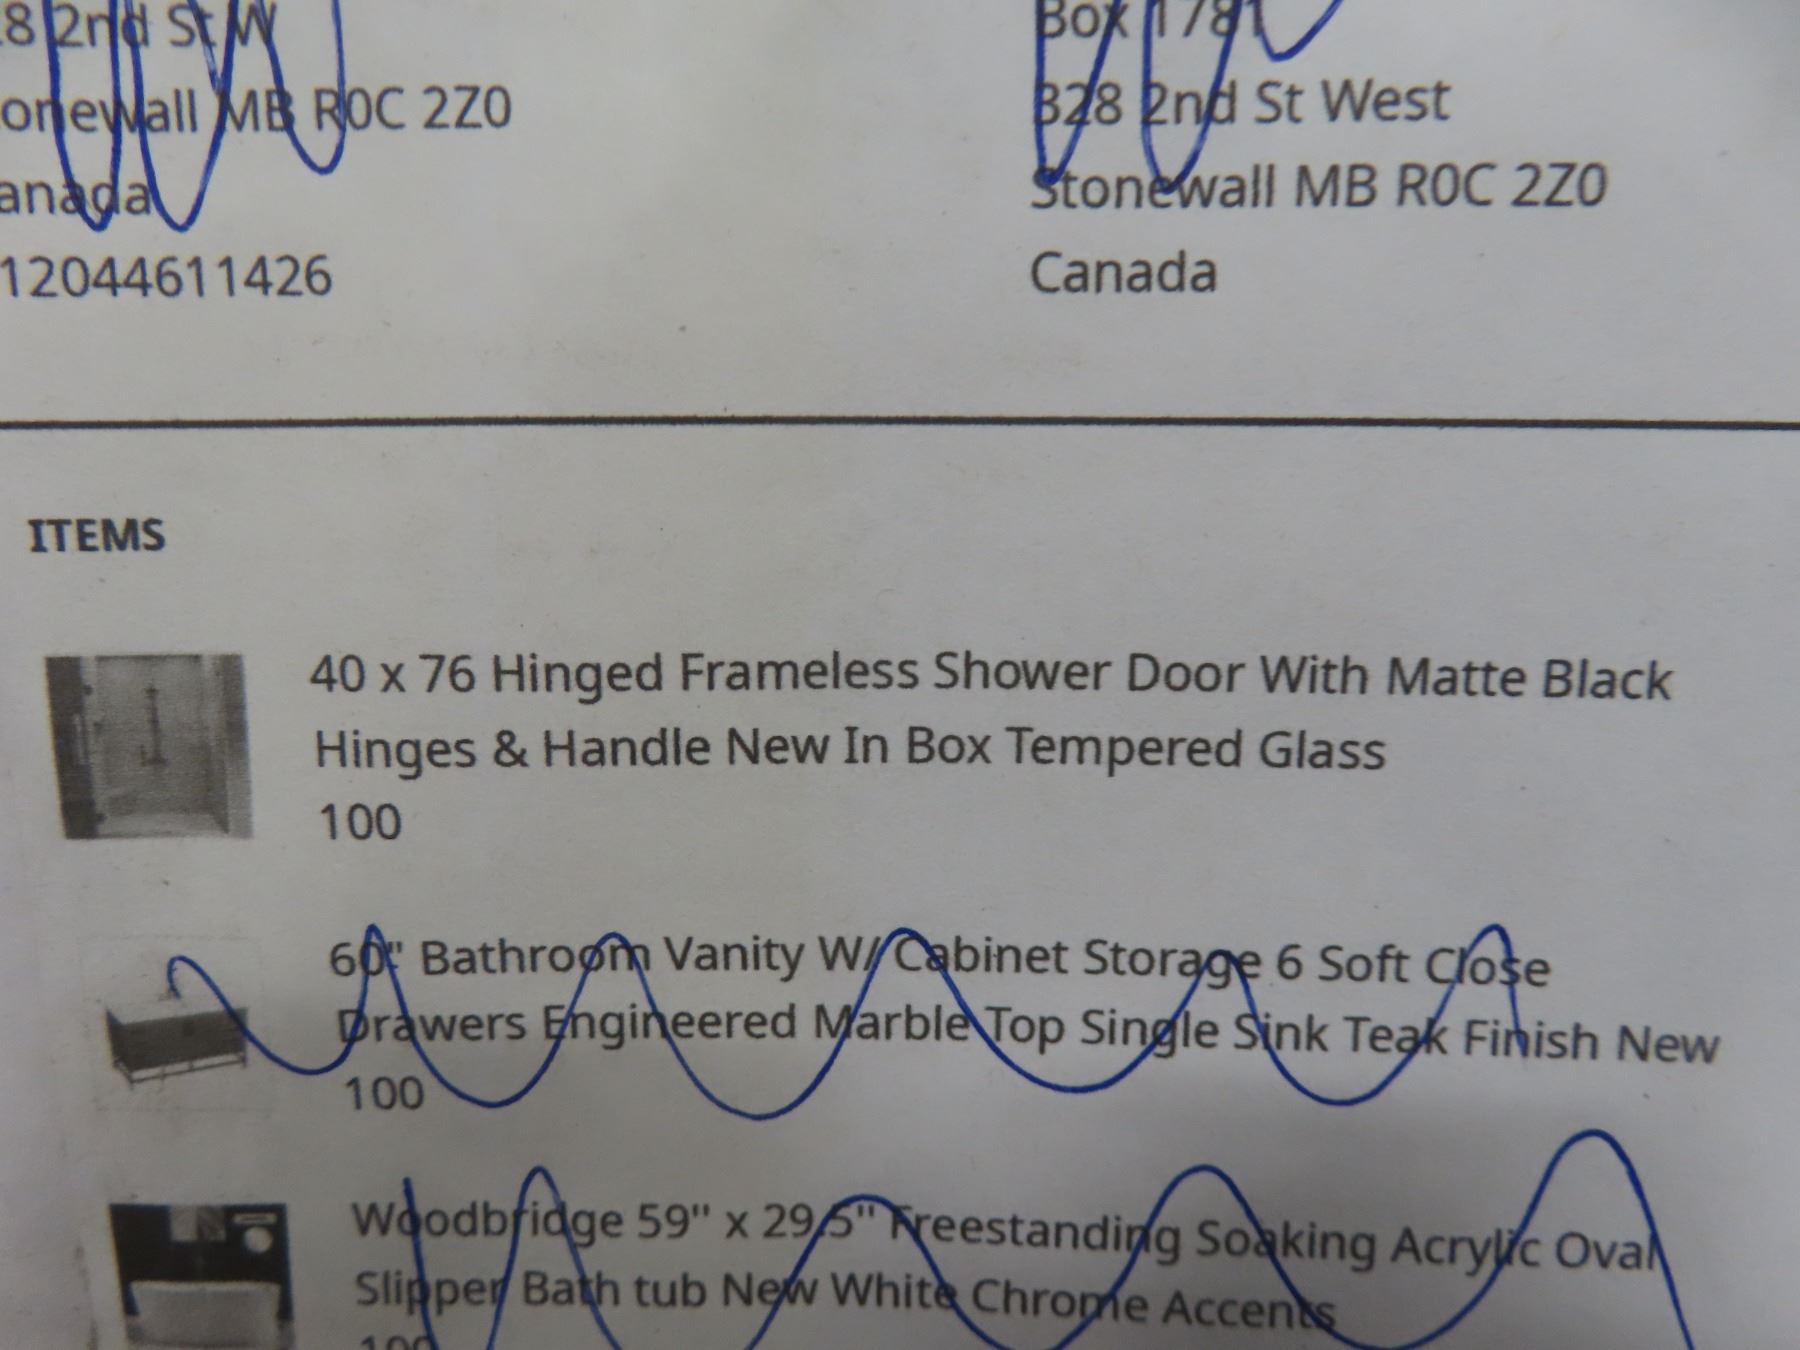 28 2nd St W
Box 1781
onewall MB R0C 2Z0
328 2nd St West
anada
Stonewall MB R0C 2Z0
12044611426
Canada
ITEMS
40 x 76 Hinged Frameless Shower Door With Matte Black
Hinges & Handle New In Box Tempered Glass
100
60" Bathroom Vanity W/ Cabinet Storage 6 Soft Close
Drawers Engineered Marble Top Single Sink Teak Finish New
100
Woodbridge 59" x 29.5" Freestanding Soaking Acrylic Oval
Slipper Bath tub New White Chrome Accents
100